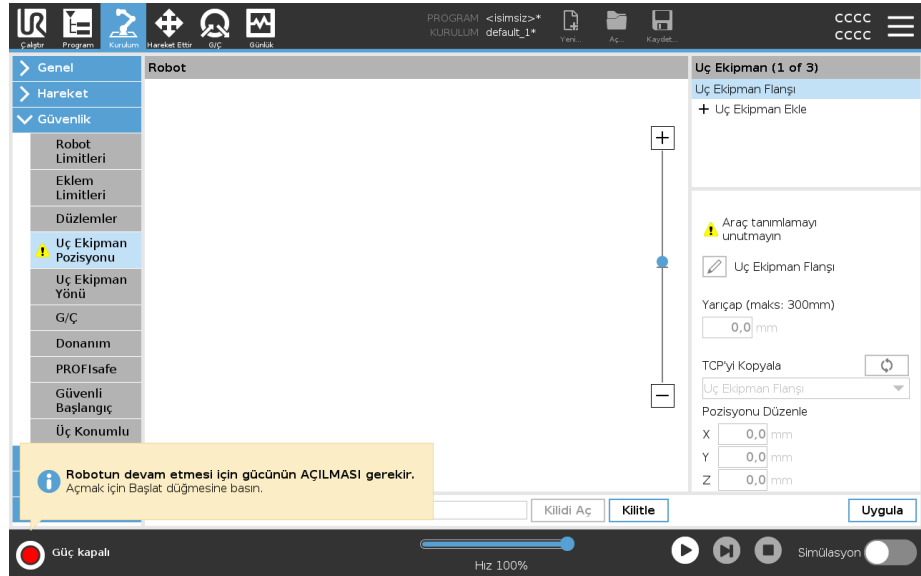 PROGRAM <isimsiz>*
KURULUM default_1*
Çalıştır
Program
Kurulum
Hareket Ettir
G/Ç
Günlük
Yeni...
Aç...
Kaydet...
cccc
cccc
Genel
Hareket
Güvenlik
Robot
Limitleri
Eklem
Limitleri
Düzlemler
Uç Ekipman
Pozisyonu
Uç Ekipman
Yönü
G/Ç
Donanım
PROFIsafe
Güvenli
Başlangıç
Üç Konumlu
Robot
Uç Ekipman (1 of 3)
Uç Ekipman Flanşı
+ Uç Ekipman Ekle
Araç tanımlamayı
unutmayın
Uç Ekipman Flanşı
Yarıçap (maks: 300mm)
0,0 mm
TCP'yi Kopyala
Uç Ekipman Flanşı
Pozisyonu Düzenle
X 0,0 mm
Y 0,0 mm
Z 0,0 mm
Robotun devam etmesi için gücünün AÇILMASI gerekir.
Açmak için Başlat düğmesine basın.
Kilidi Aç
Kilitle
Uygula
Güç kapalı
Hız 100%
Simülasyon